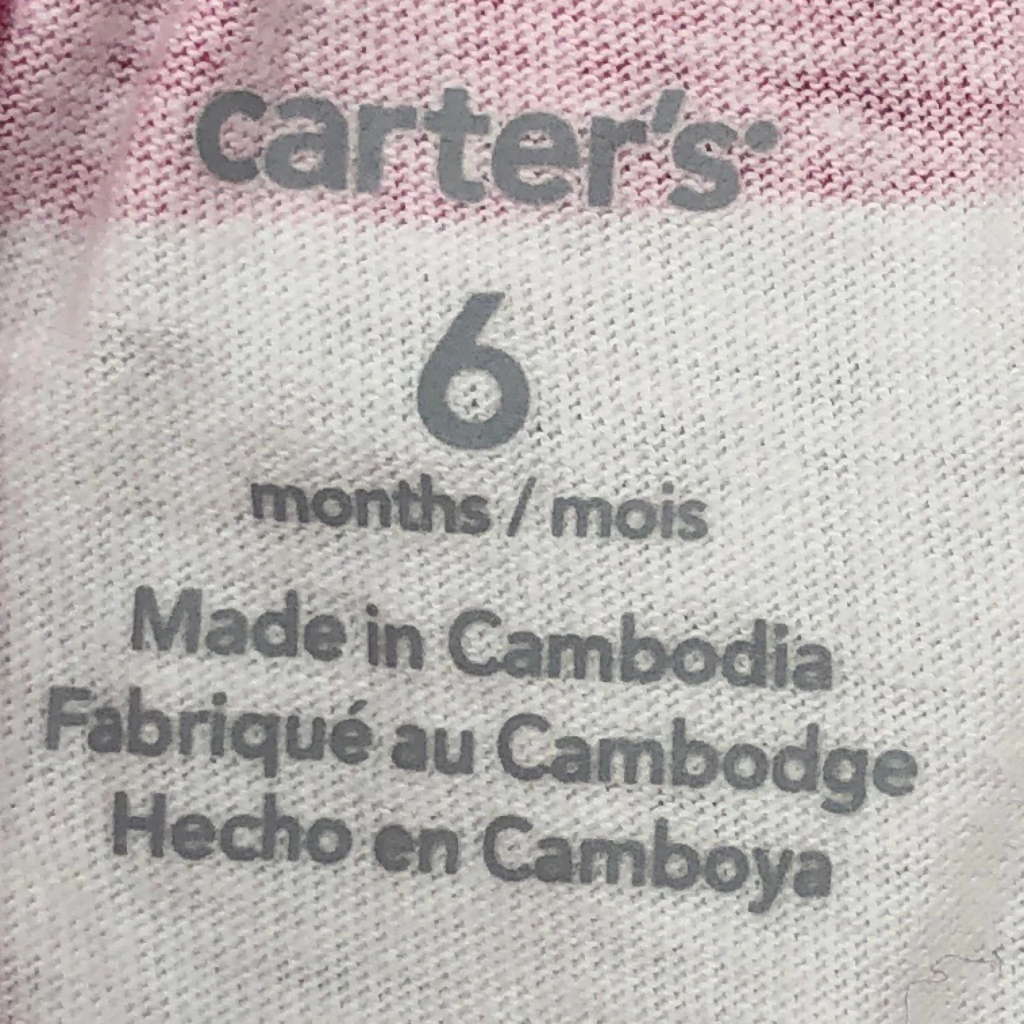 carter's
6
months / mois
Made in Cambodia
Fabriqué au Cambodge
Hecho en Camboya